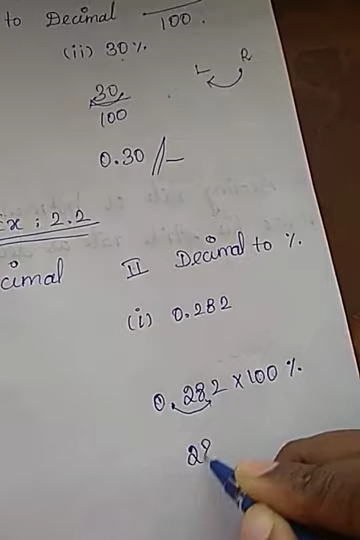 to Decimal
100.
(ii) 30%
L R
30.
100
0.30
Ex : 2.2
cimal
II Decimal to %.
(i) 0.282
0.282 × 100 %
28